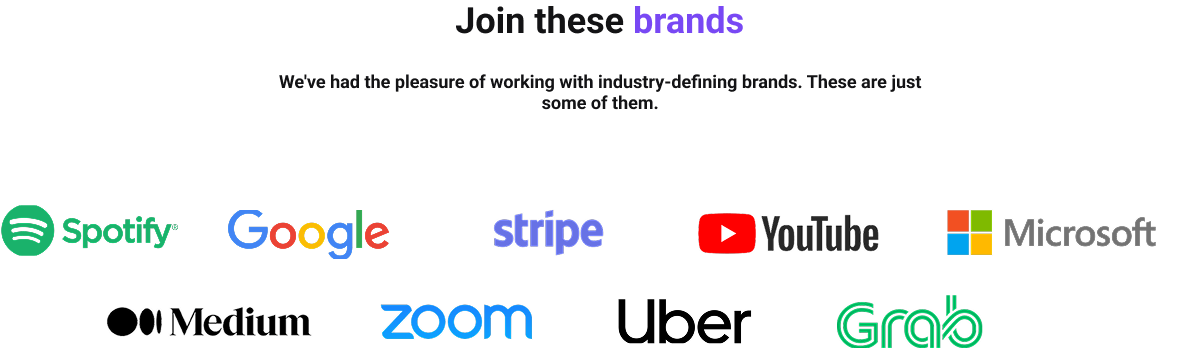 Join these brands
We've had the pleasure of working with industry-defining brands. These are just
some of them.
Spotify® Google stripe YouTube Microsoft
Medium zoom Uber Grab